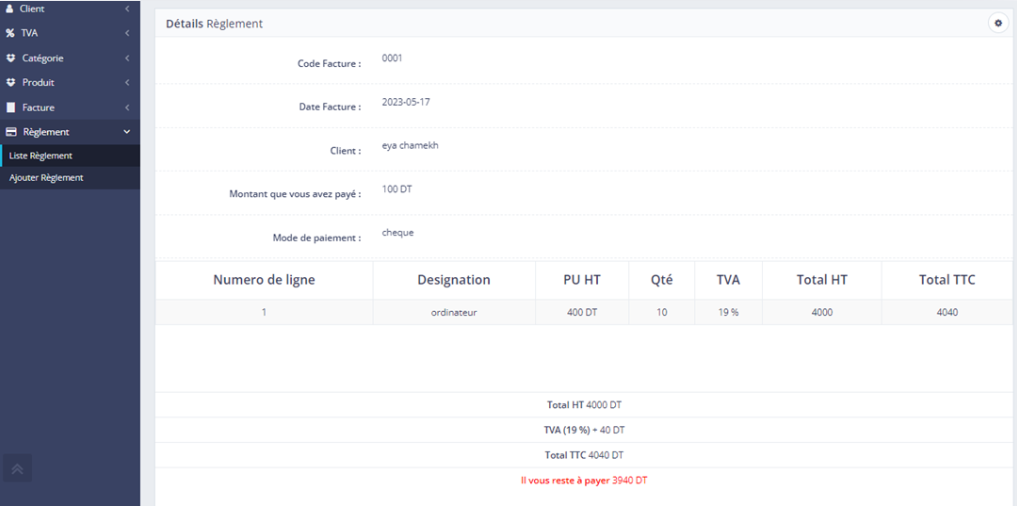 Client
TVA
Catégorie
Produit
Facture
Règlement
Liste Règlement
Ajouter Règlement
Détails Règlement
Code Facture : 0001
Date Facture : 2023-05-17
Client : eya chamekh
Montant que vous avez payé : 100 DT
Mode de paiement : cheque
Numero de ligne Designation PU HT Qté TVA Total HT Total TTC
1 ordinateur 400 DT 10 19 % 4000 4040
Total HT 4000 DT
TVA (19 %) = 40 DT
Total TTC 4040 DT
Il vous reste à payer 3940 DT